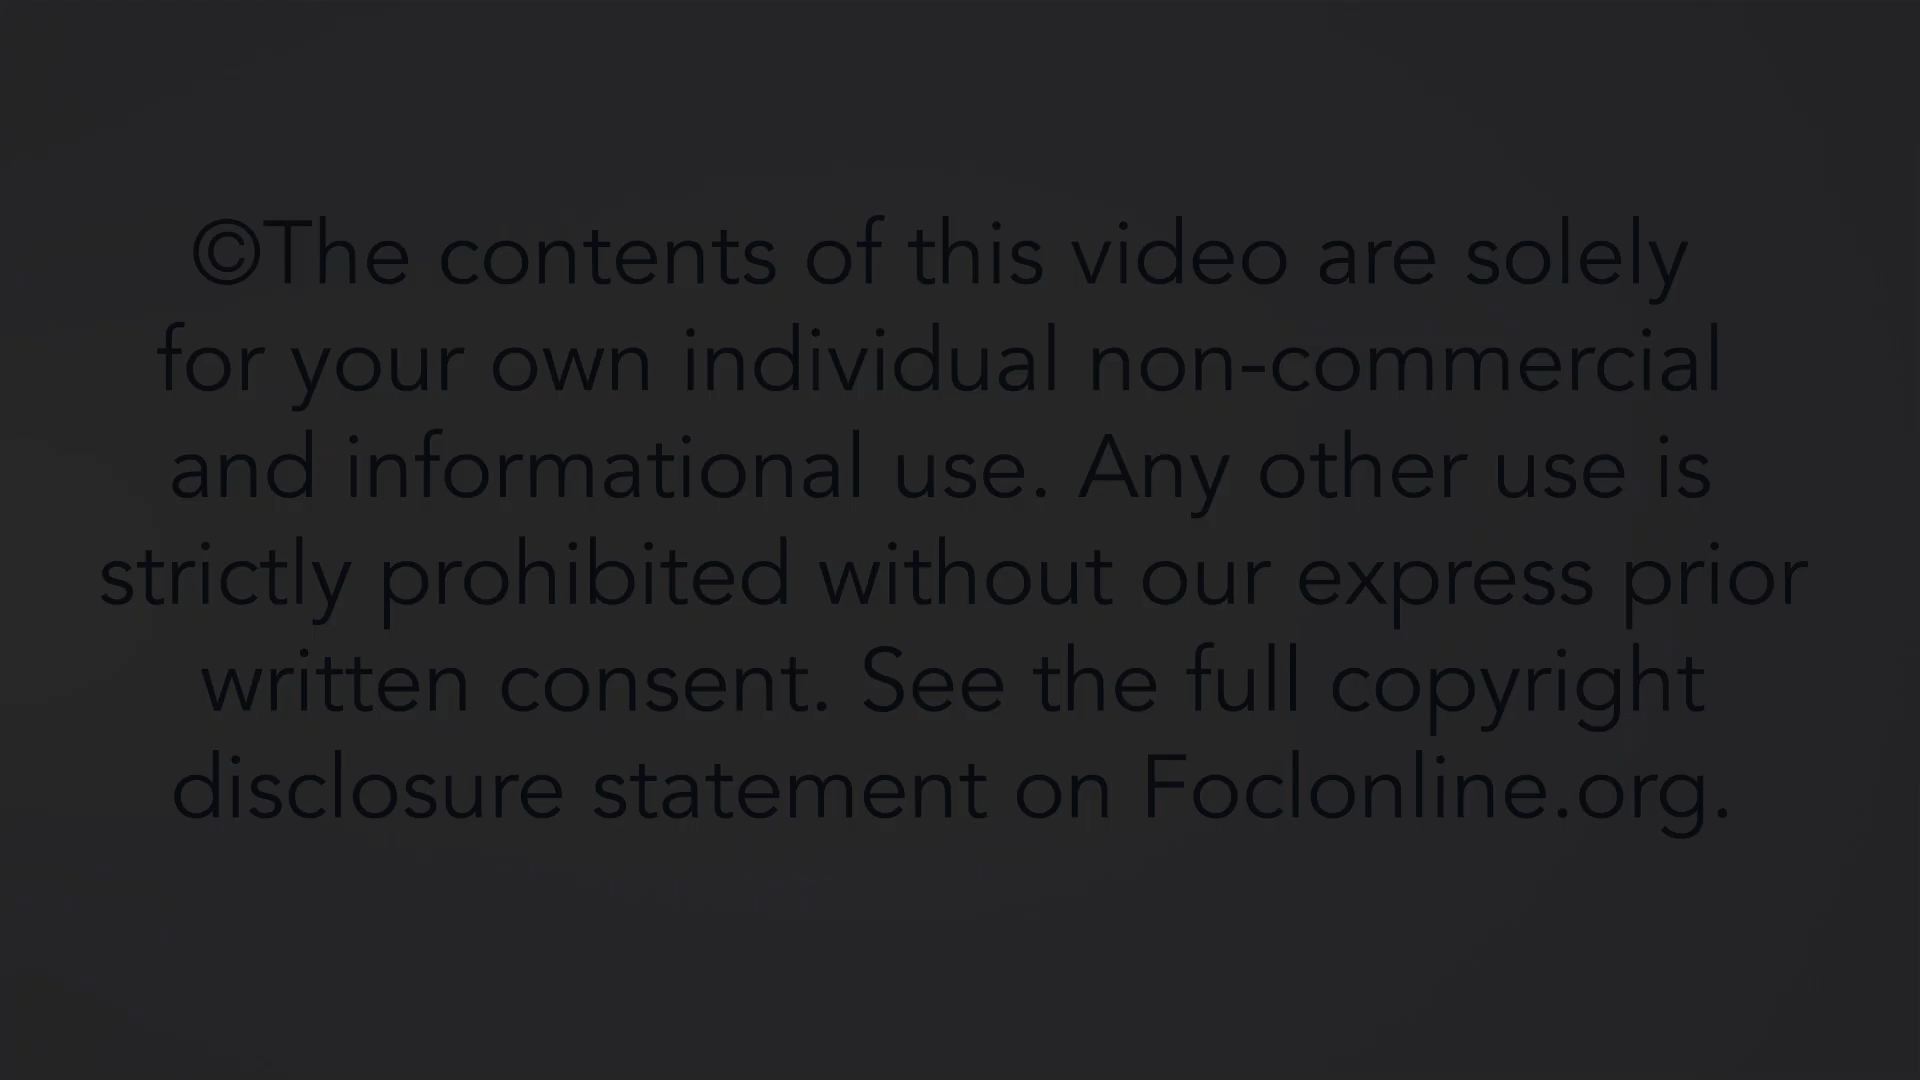 ©The contents of this video are solely
for your own individual non-commercial
and informational use. Any other use is
strictly prohibited without our express prior
written consent. See the full copyright
disclosure statement on Foclonline.org.